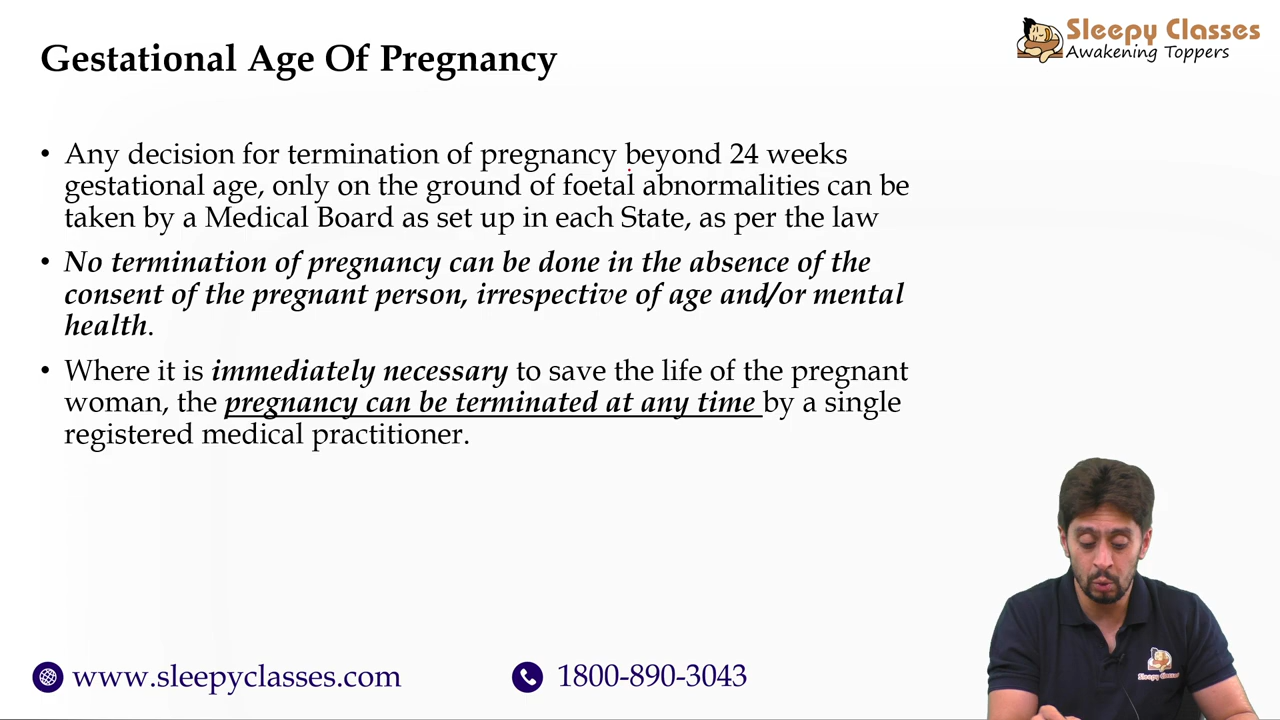 Gestational Age Of Pregnancy
Sleepy Classes
Awakening Toppers
• Any decision for termination of pregnancy beyond 24 weeks
gestational age, only on the ground of foetal abnormalities can be
taken by a Medical Board as set up in each State, as per the law
• No termination of pregnancy can be done in the absence of the
consent of the pregnant person, irrespective of age and/or mental
health.
• Where it is immediately necessary to save the life of the pregnant
woman, the pregnancy can be terminated at any time by a single
registered medical practitioner.
Sleepy Classes
www.sleepyclasses.com
1800-890-3043